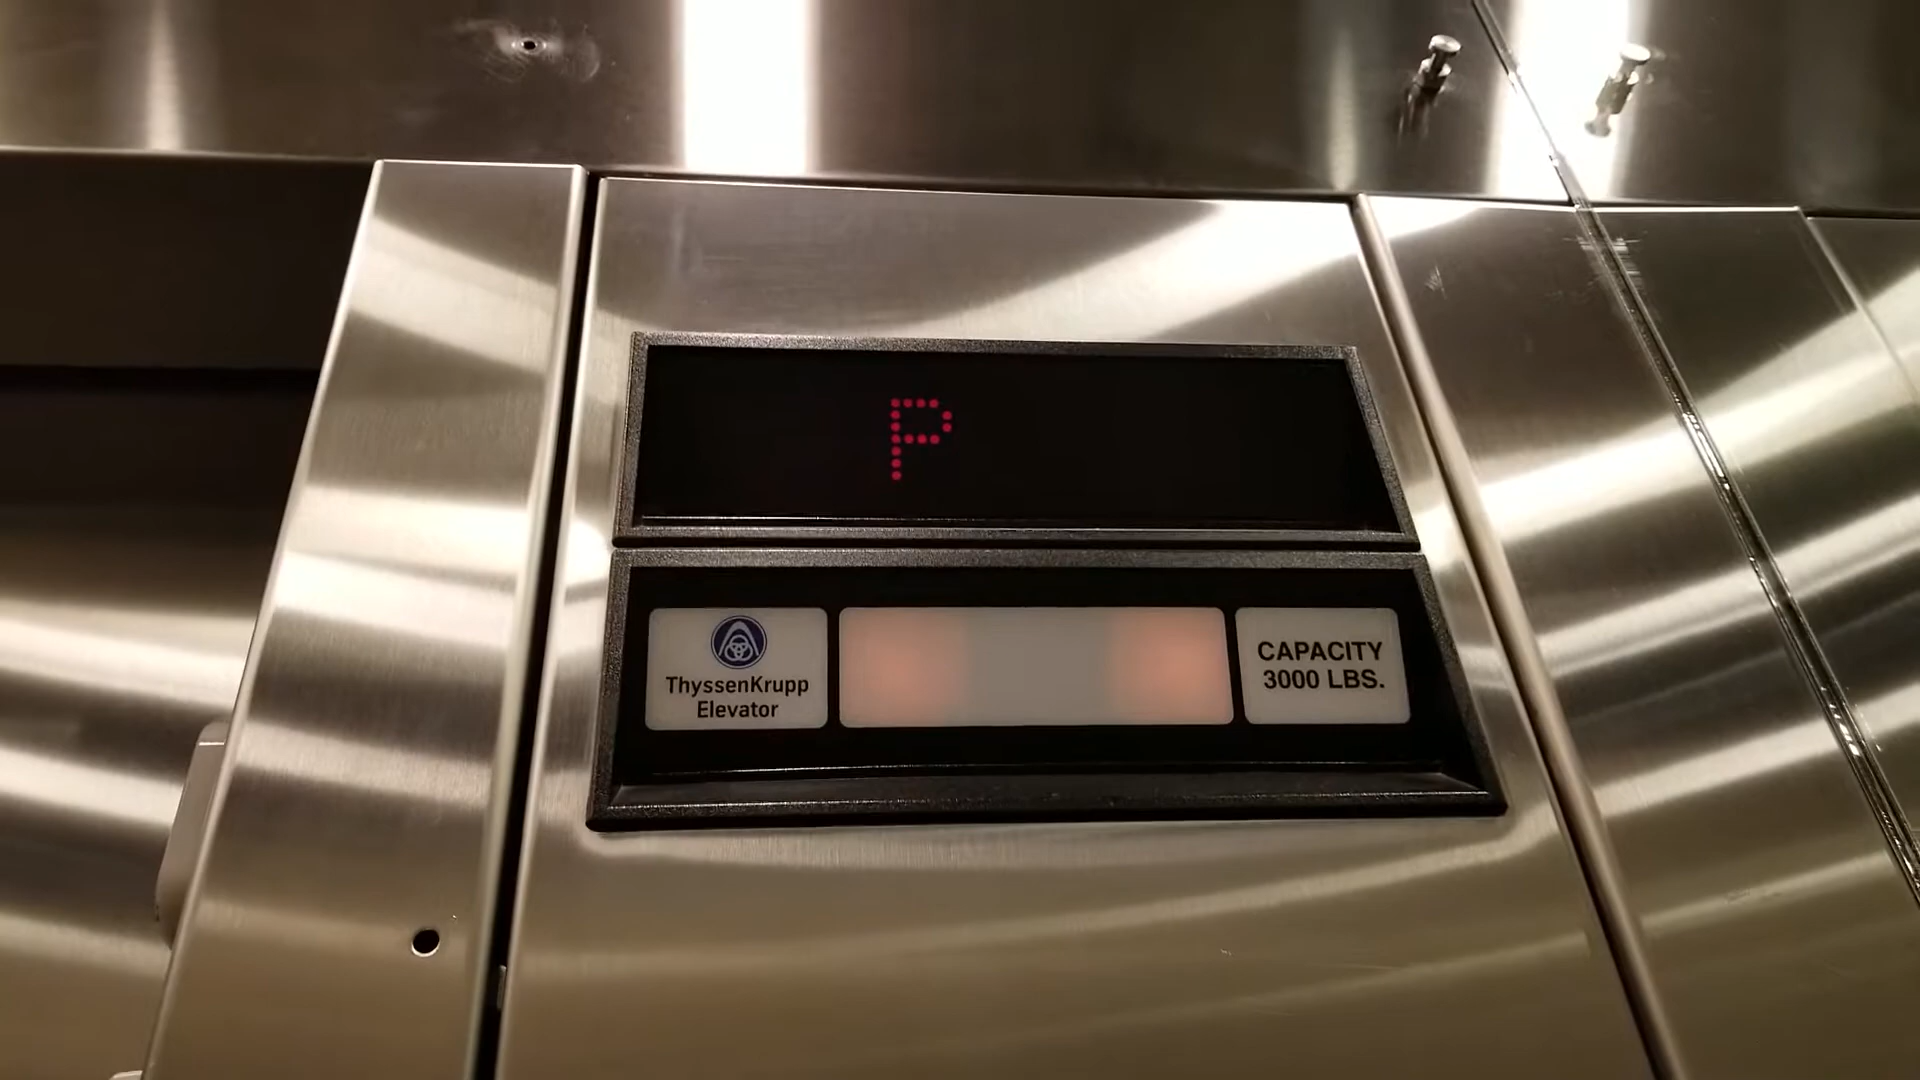 P
ThyssenKrupp
Elevator
CAPACITY
3000 LBS.